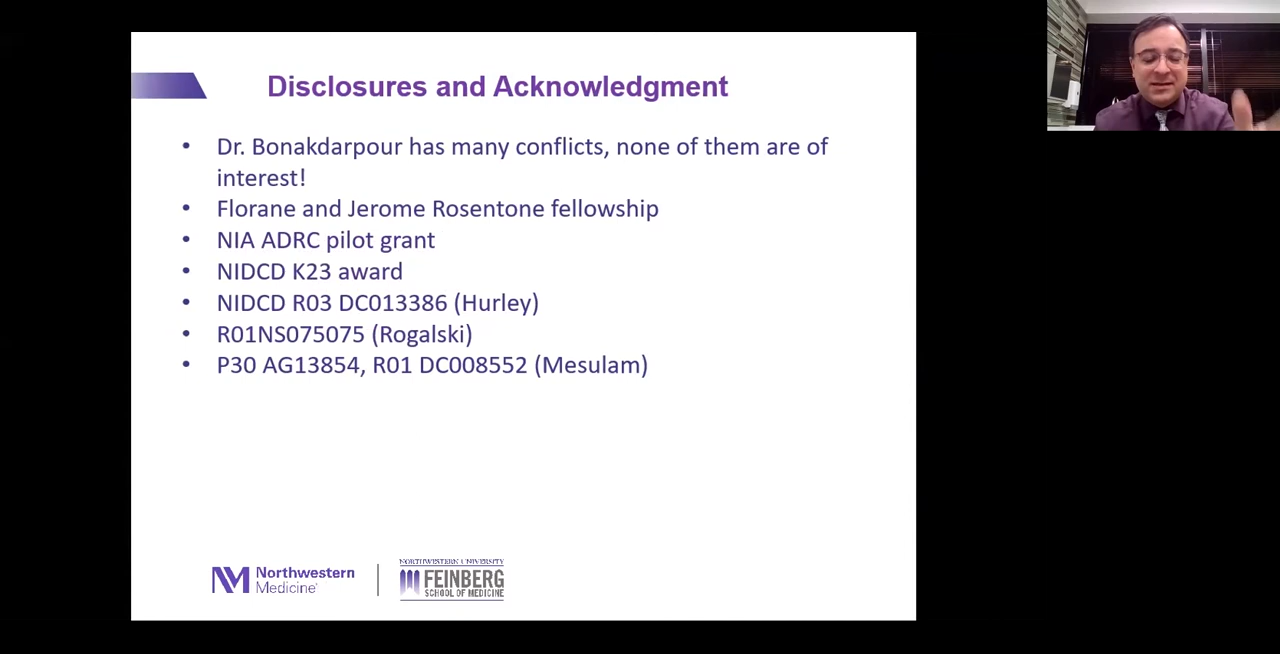 Disclosures and Acknowledgment
• Dr. Bonakdarpour has many conflicts, none of them are of
interest!
• Florane and Jerome Rosentone fellowship
• NIA ADRC pilot grant
• NIDCD K23 award
• NIDCD R03 DC013386 (Hurley)
• R01NS075075 (Rogalski)
• P30 AG13854, R01 DC008552 (Mesulam)
NM Northwestern
Medicine
NORTHWESTERN UNIVERSITY
FEINBERG
SCHOOL OF MEDICINE